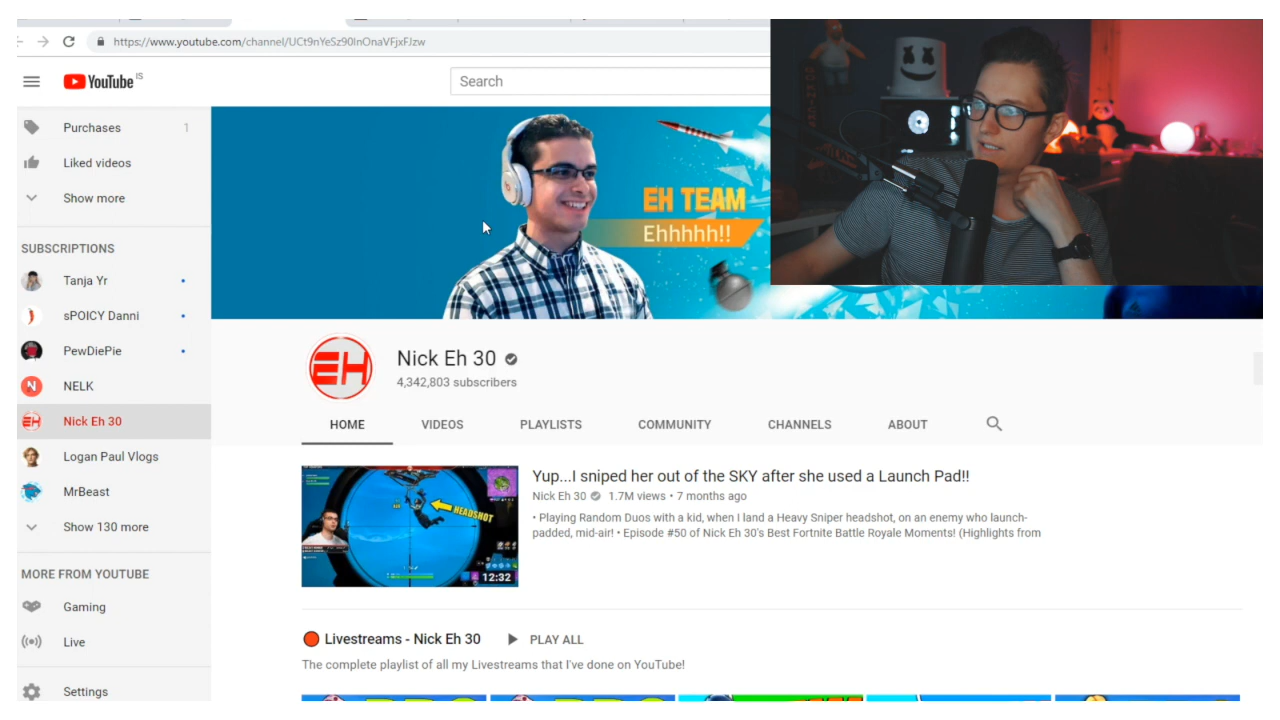 https://www.youtube.com/channel/UCt9nYeSz90lnOnaVFjxFJzw
YouTube IS
Search
Purchases 1
Liked videos
Show more
SUBSCRIPTIONS
Tanja Yr
sPOICY Danni
PewDiePie
NELK
Nick Eh 30
Logan Paul Vlogs
MrBeast
Show 130 more
MORE FROM YOUTUBE
Gaming
Live
Settings
EH TEAM
Ehhhhh!!
EH
Nick Eh 30
4,342,803 subscribers
HOME VIDEOS PLAYLISTS COMMUNITY CHANNELS ABOUT
HEADSHOT
12:32
Yup...I sniped her out of the SKY after she used a Launch Pad!!
Nick Eh 30 1.7M views • 7 months ago
• Playing Random Duos with a kid, when I land a Heavy Sniper headshot, on an enemy who launch-
padded, mid-air! • Episode #50 of Nick Eh 30's Best Fortnite Battle Royale Moments! (Highlights from
Livestreams - Nick Eh 30 PLAY ALL
The complete playlist of all my Livestreams that I've done on YouTube!